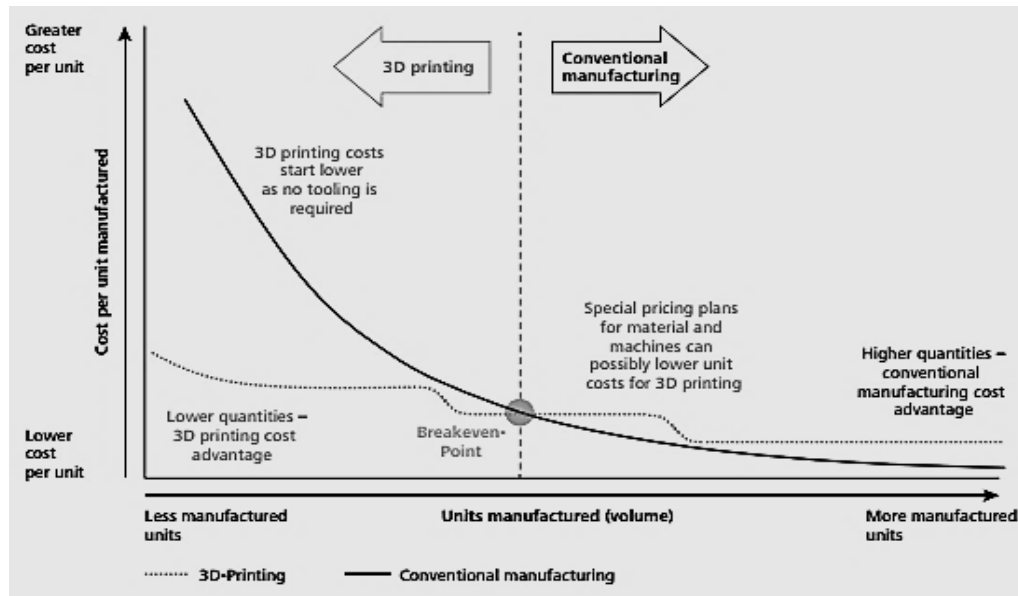 Greater
cost
per unit
3D printing
Conventional
manufacturing
3D printing costs
start lower
as no tooling is
required
Cost per unit manufactured
Special pricing plans
for material and
machines can
possibly lower unit
costs for 3D printing
Higher quantities –
conventional
manufacturing cost
advantage
Lower quantities –
3D printing cost
advantage
Breakeven-
Point
Lower
cost
per unit
Less manufactured
units
Units manufactured (volume)
More manufactured
units
3D-Printing
Conventional manufacturing